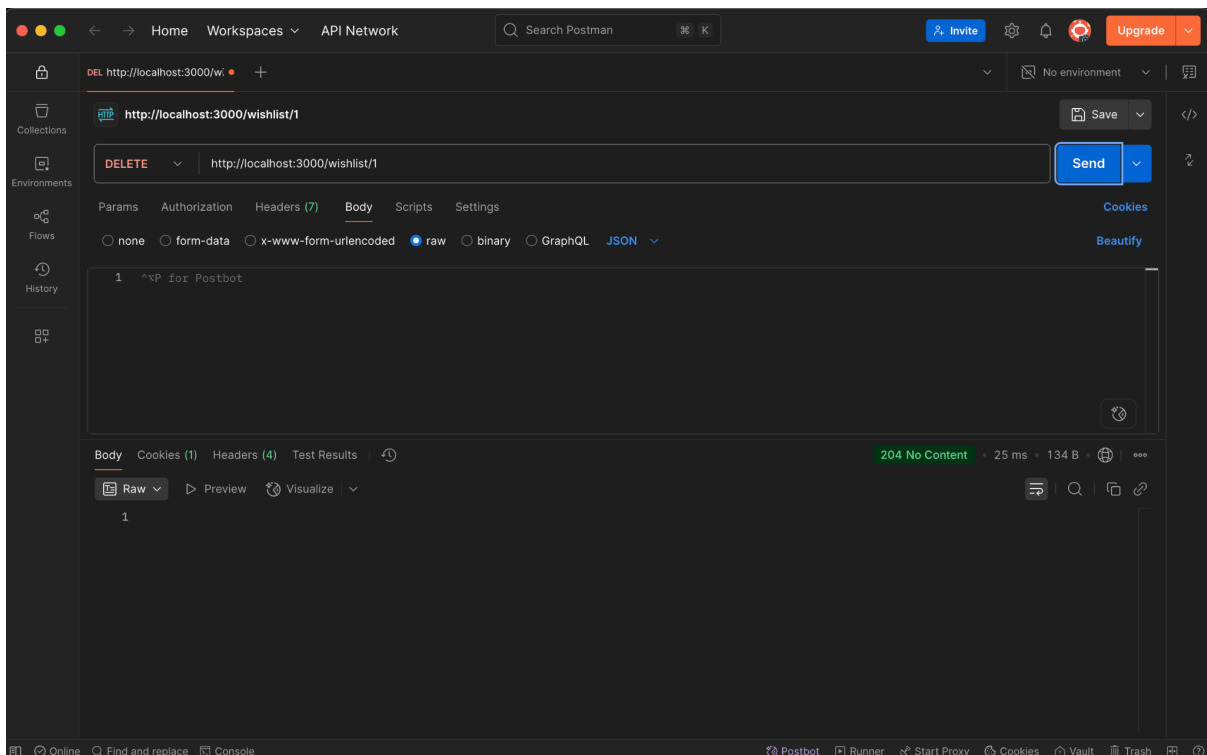 Home Workspaces API Network Search Postman ⌘ K Invite Upgrade
DEL http://localhost:3000/w No environment
HTTP http://localhost:3000/wishlist/1 Save
Collections
DELETE http://localhost:3000/wishlist/1 Send
Environments
Params Authorization Headers (7) Body Scripts Settings Cookies
Flows
none form-data x-www-form-urlencoded raw binary GraphQL JSON Beautify
1 ^⌥P for Postbot
History
Body Cookies (1) Headers (4) Test Results 204 No Content 25 ms 134 B
Raw Preview Visualize
1
Online Find and replace Console Postbot Runner Start Proxy Cookies Vault Trash